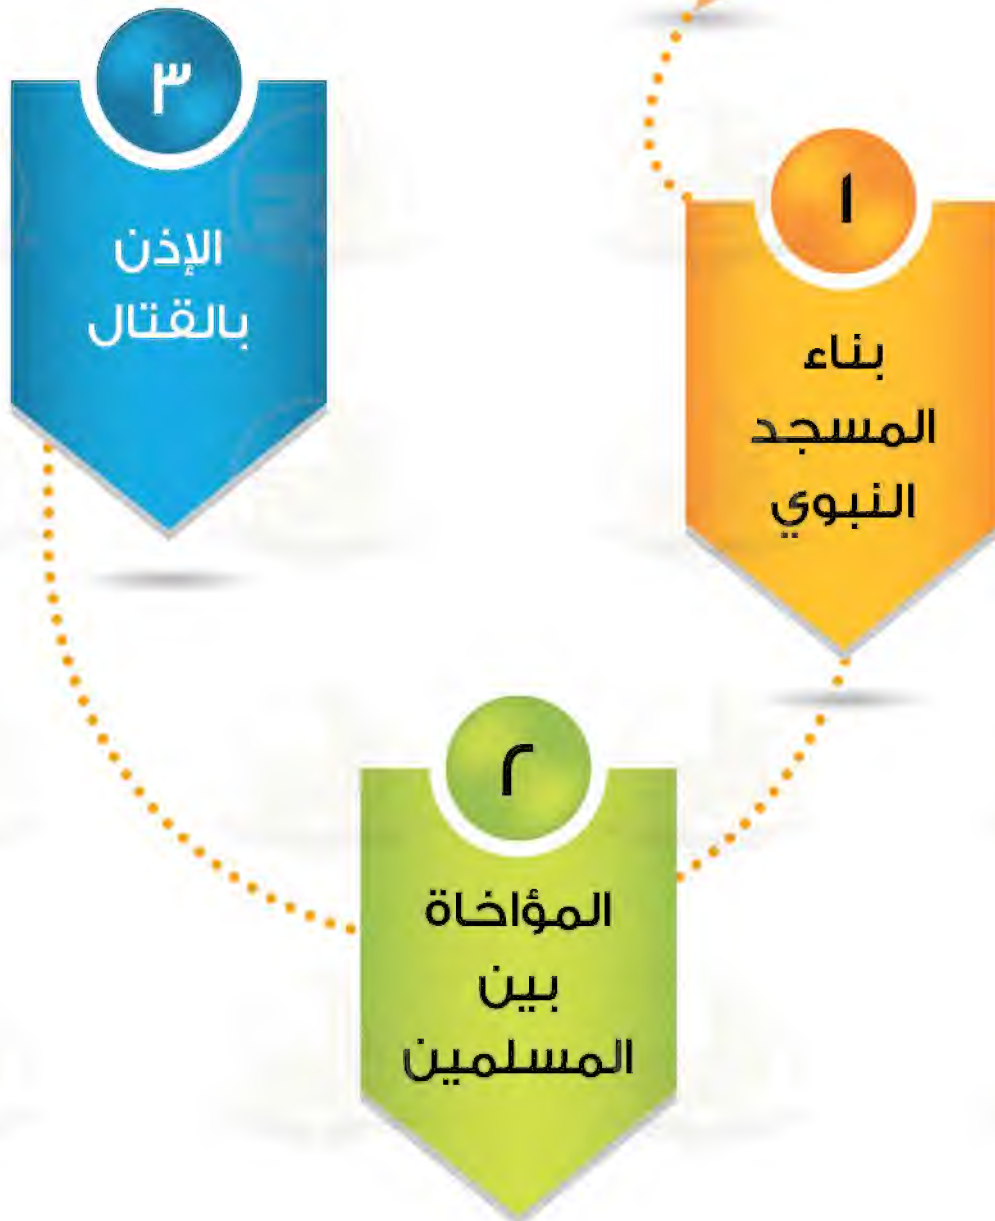 ١
بناء
المسجد
النبوي
٢
المؤاخاة
بين
المسلمين
٣
الإذن
بالقتال